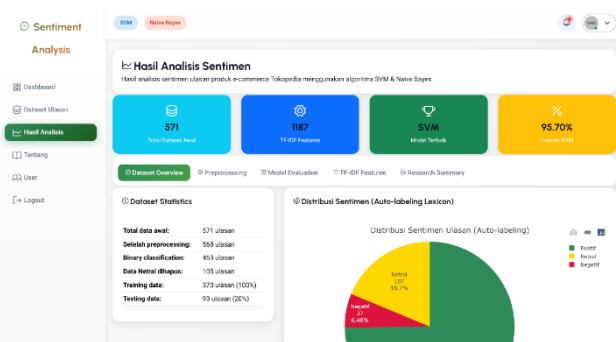 Sentiment
Analysis
SVM
Naive Bayes
Dashboard
Dataset Ulasan
Hasil Analisis
Tentang
User
Logout
Hasil Analisis Sentimen
Hasil analisis sentimen ulasan produk e-commerce Tokopedia menggunakan algoritma SVM & Naive Bayes
571
Total Dataset Awal
1187
TF-IDF Features
SVM
Model Terbaik
95.70%
Akurasi SVM
Dataset Overview
Preprocessing
Model Evaluation
TF-IDF Features
Research Summary
Dataset Statistics
Total data awal: 571 ulasan
Setelah preprocessing: 568 ulasan
Binary classification: 463 ulasan
Data Netral dihapus: 105 ulasan
Training data: 370 ulasan (100%)
Testing data: 93 ulasan (20%)
Distribusi Sentimen (Auto-labeling Lexicon)
Distribusi Sentimen Ulasan (Auto-labeling)
Positif
Netral
Negatif
Netral
107
18.7%
Negatif
37
6.48%